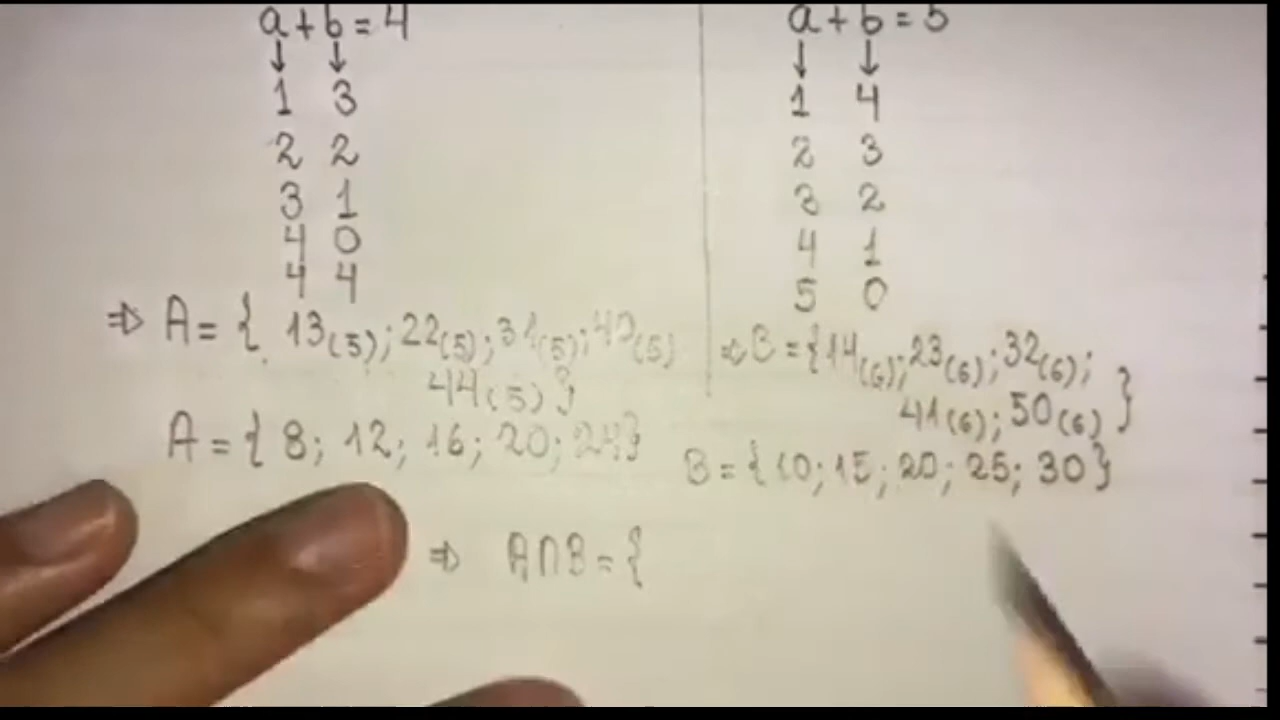 a + b = 4
↓ ↓
1 3
2 2
3 1
4 0
4 4
⇒ A = { 13(5); 22(5); 31(5); 40(5)
44(5) }
A = { 8; 12; 16; 20; 24}
a + b = 5
↓ ↓
1 4
2 3
3 2
4 1
5 0
⇒ B = {14(6); 23(6); 32(6);
41(6); 50(6) }
B = {10; 15; 20; 25; 30}
⇒ A∩B = {